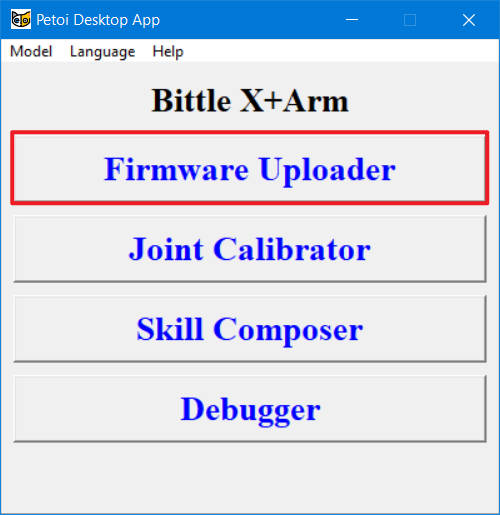 Petoi Desktop App
Model Language Help
Bittle X+Arm
Firmware Uploader
Joint Calibrator
Skill Composer
Debugger